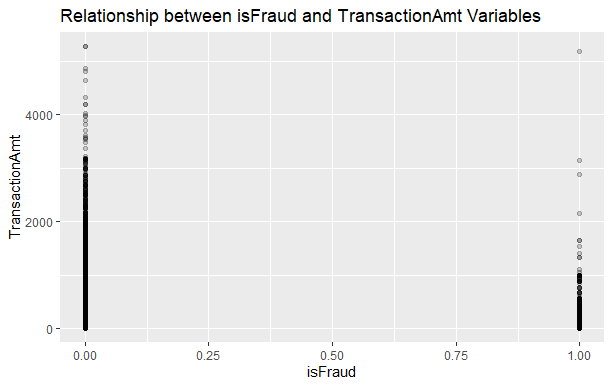 Relationship between isFraud and TransactionAmt Variables
TransactionAmt
4000
2000
0
0.00 0.25 0.50 0.75 1.00
isFraud